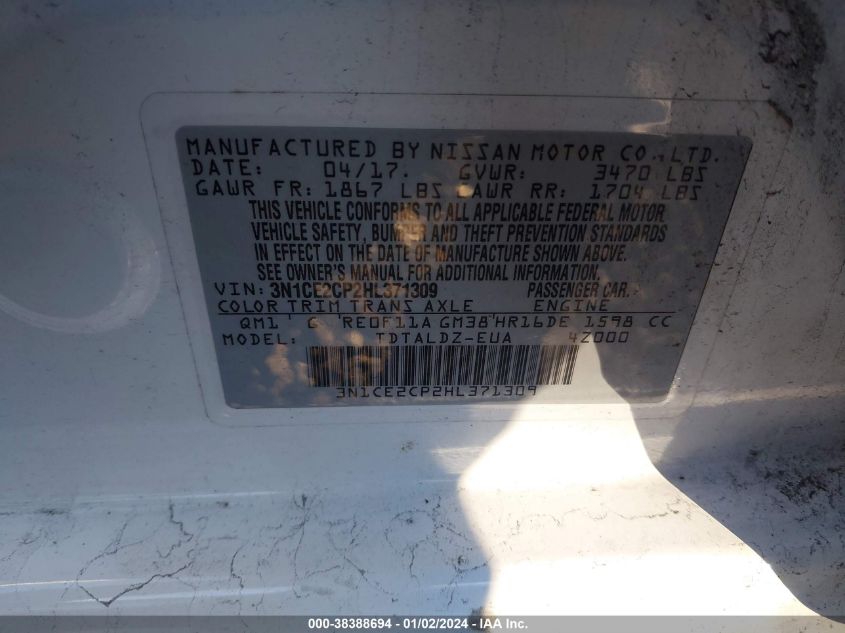 MANUFACTURED BY NISSAN MOTOR CO.,LTD.
DATE: 04/17. GVWR: 3470 LBS
GAWR FR: 1867 LBS GAWR RR: 1704 LBS
THIS VEHICLE CONFORMS TO ALL APPLICABLE FEDERAL MOTOR
VEHICLE SAFETY, BUMPER AND THEFT PREVENTION STANDARDS
IN EFFECT ON THE DATE OF MANUFACTURE SHOWN ABOVE.
SEE OWNER'S MANUAL FOR ADDITIONAL INFORMATION.
VIN: 3N1CE2CP2HL371309 PASSENGER CAR.
COLOR TRIM TRANS AXLE ENGINE
QM1 G RE0F11A GM38 HR16DE 1598 CC
MODEL: TDTALDZ-EUA 4Z000
3N1CE2CP2HL371309
000-38388694 - 01/02/2024 - IAA Inc.